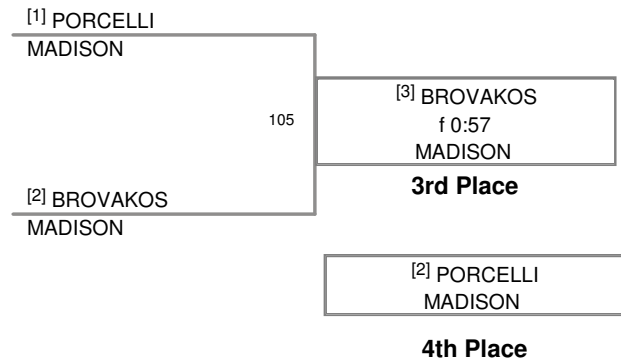 [1] PORCELLI
MADISON
105
[3] BROVAKOS
f 0:57
MADISON
3rd Place
[2] BROVAKOS
MADISON
[2] PORCELLI
MADISON
4th Place